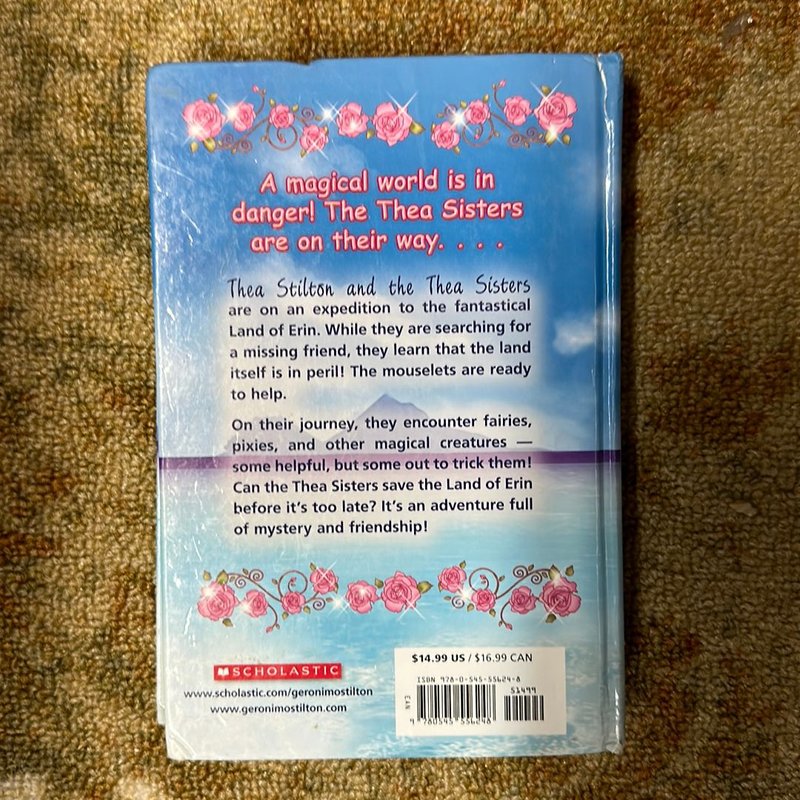 A magical world is in
danger! The Thea Sisters
are on their way. . . .
Thea Stilton and the Thea Sisters
are on an expedition to the fantastical
Land of Erin. While they are searching for
a missing friend, they learn that the land
itself is in peril! The mouselets are ready
to help.
On their journey, they encounter fairies,
pixies, and other magical creatures —
some helpful, but some out to trick them!
Can the Thea Sisters save the Land of Erin
before it's too late? It's an adventure full
of mystery and friendship!
SCHOLASTIC
www.scholastic.com/geronimostilton
www.geronimostilton.com
$14.99 US / $16.99 CAN
ISBN 978-0-545-55624-8
51499
EAN
9 780545 556248